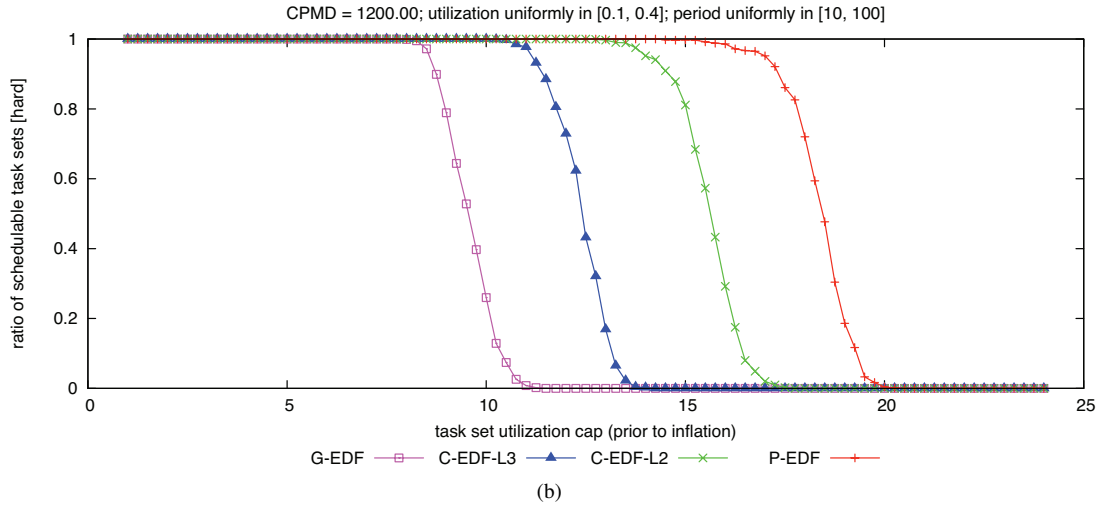 CPMD = 1200.00; utilization uniformly in [0.1, 0.4]; period uniformly in [10, 100]
1
0.8
0.6
0.4
0.2
0
ratio of schedulable task sets [hard]
0 5 10 15 20 25
task set utilization cap (prior to inflation)
G-EDF C-EDF-L3 C-EDF-L2 P-EDF
(b)